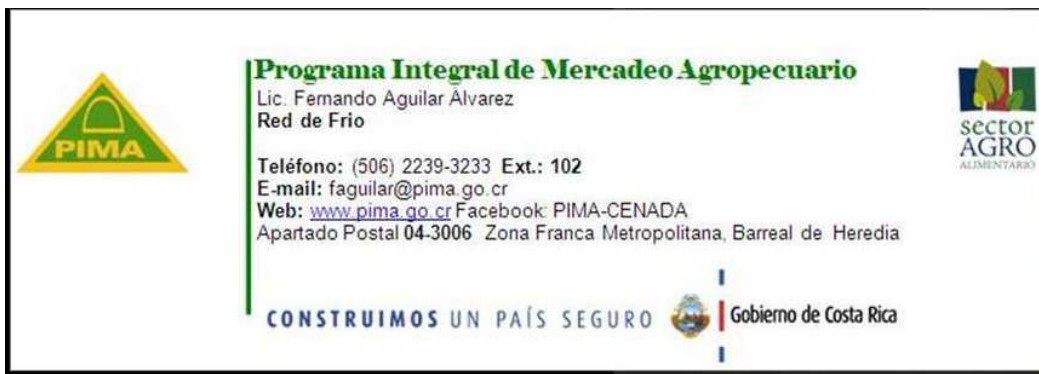 PIMA
Programa Integral de Mercadeo Agropecuario
Lic. Fernando Aguilar Álvarez
Red de Frio
Teléfono: (506) 2239-3233 Ext.: 102
E-mail: faguilar@pima.go.cr
Web: www.pima.go.cr Facebook: PIMA-CENADA
Apartado Postal 04-3006 Zona Franca Metropolitana, Barreal de Heredia
sector
AGRO
ALIMENTARIO
CONSTRUIMOS UN PAÍS SEGURO
Gobierno de Costa Rica